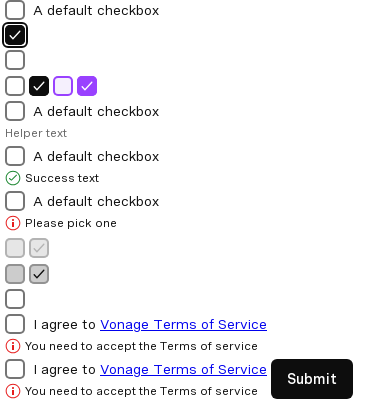 A default checkbox
A default checkbox
Helper text
A default checkbox
Success text
A default checkbox
Please pick one
I agree to Vonage Terms of Service
You need to accept the Terms of service
I agree to Vonage Terms of Service
You need to accept the Terms of service
Submit